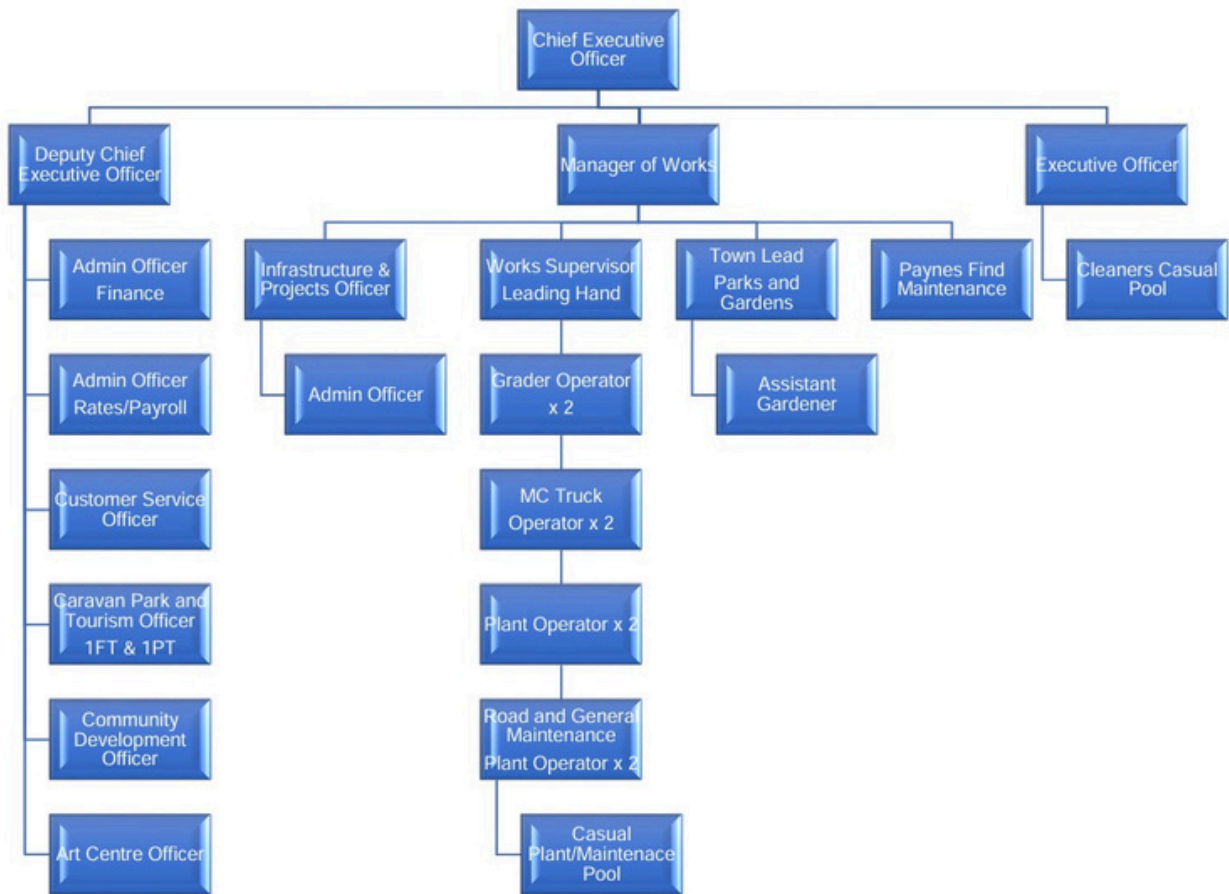 Chief Executive
Officer
Deputy Chief
Executive Officer
Manager of Works
Executive Officer
Admin Officer
Finance
Infrastructure &
Projects Officer
Works Supervisor
Leading Hand
Town Lead
Parks and
Gardens
Paynes Find
Maintenance
Cleaners Casual
Pool
Admin Officer
Rates/Payroll
Admin Officer
Grader Operator
x 2
Assistant
Gardener
Customer Service
Officer
MC Truck
Operator x 2
Caravan Park and
Tourism Officer
1FT & 1PT
Plant Operator x 2
Community
Development
Officer
Road and General
Maintenance
Plant Operator x 2
Art Centre Officer
Casual
Plant/Maintenace
Pool